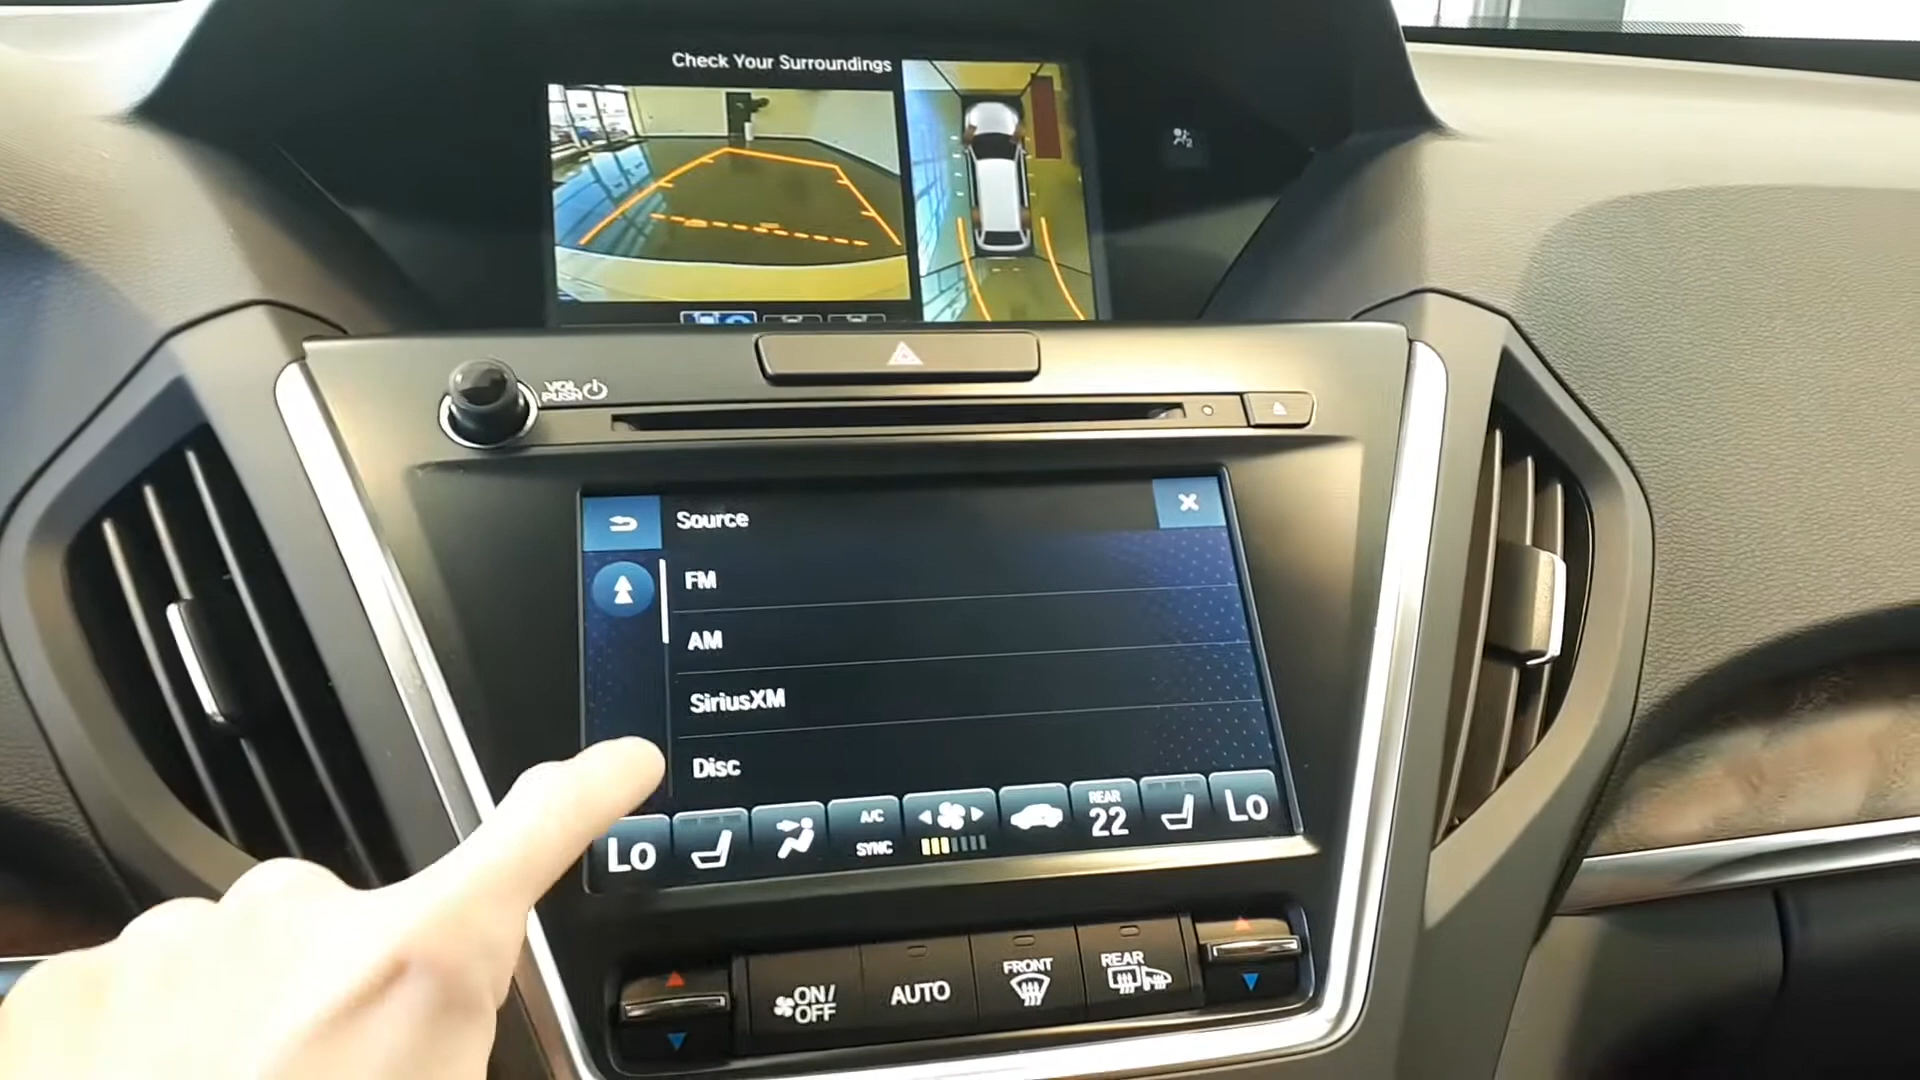 Check Your Surroundings
2
VOL
PUSH
Source
FM
AM
SiriusXM
Disc
Lo
A/C
SYNC
REAR
22
Lo
ON/
OFF
AUTO
FRONT
REAR